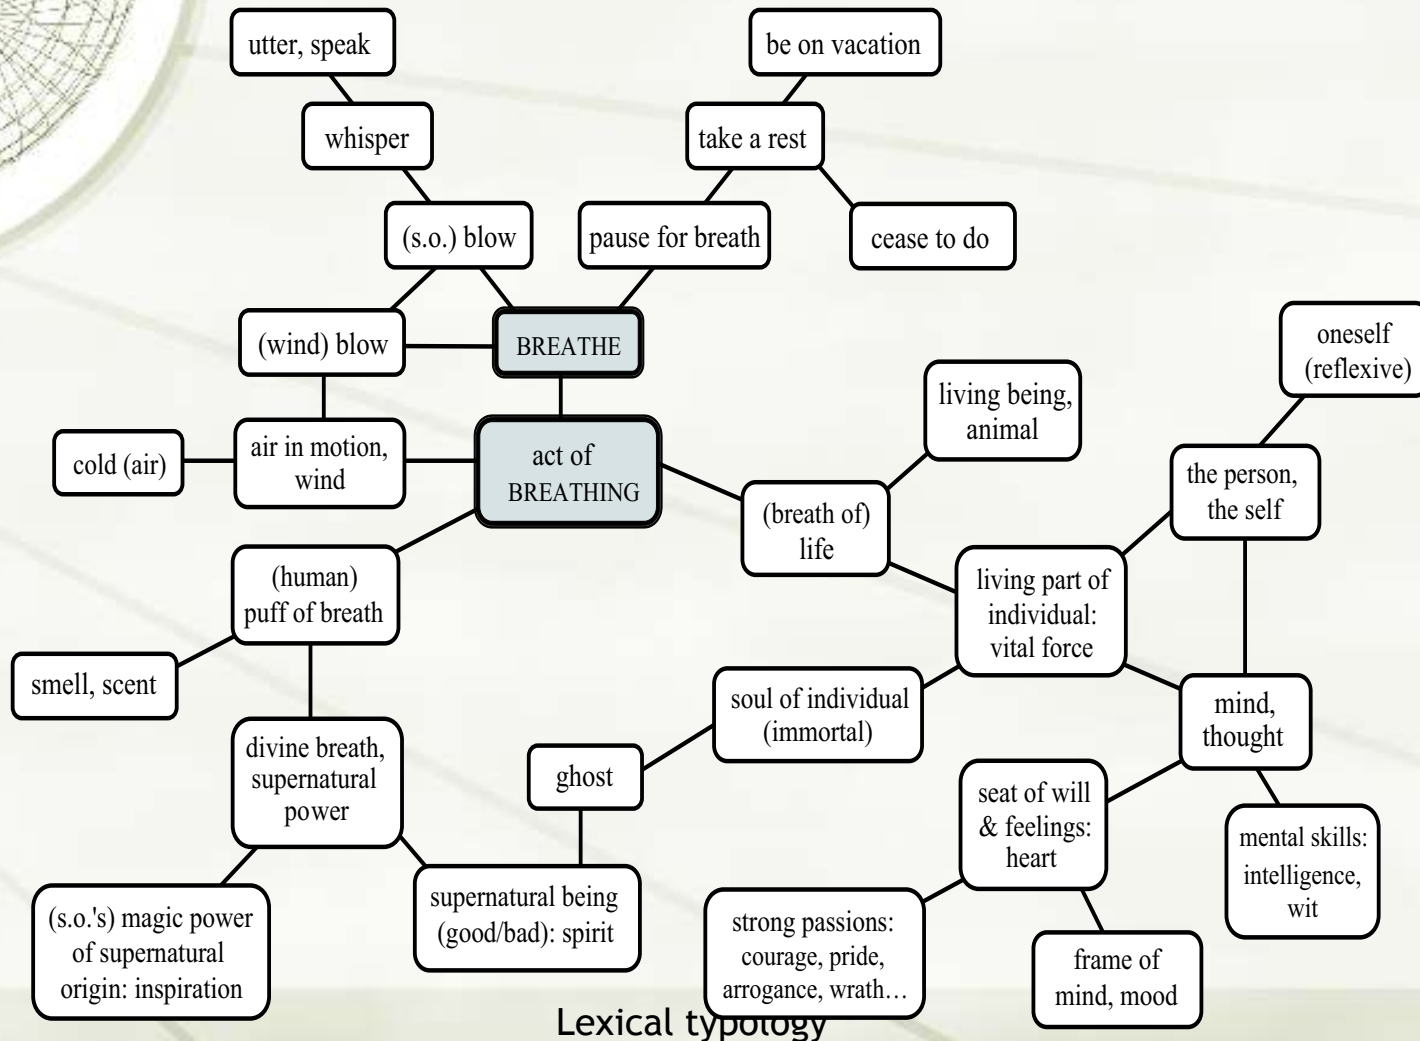 utter, speak
be on vacation
whisper
take a rest
(s.o.) blow
pause for breath
cease to do
(wind) blow
BREATHE
oneself
(reflexive)
living being,
animal
cold (air)
air in motion,
wind
act of
BREATHING
the person,
the self
(breath of)
life
(human)
puff of breath
living part of
individual:
vital force
smell, scent
soul of individual
(immortal)
mind,
thought
divine breath,
supernatural
power
ghost
seat of will
& feelings:
heart
mental skills:
intelligence,
wit
(s.o.'s) magic power
of supernatural
origin: inspiration
supernatural being
(good/bad): spirit
strong passions:
courage, pride,
arrogance, wrath…
frame of
mind, mood
Lexical typology